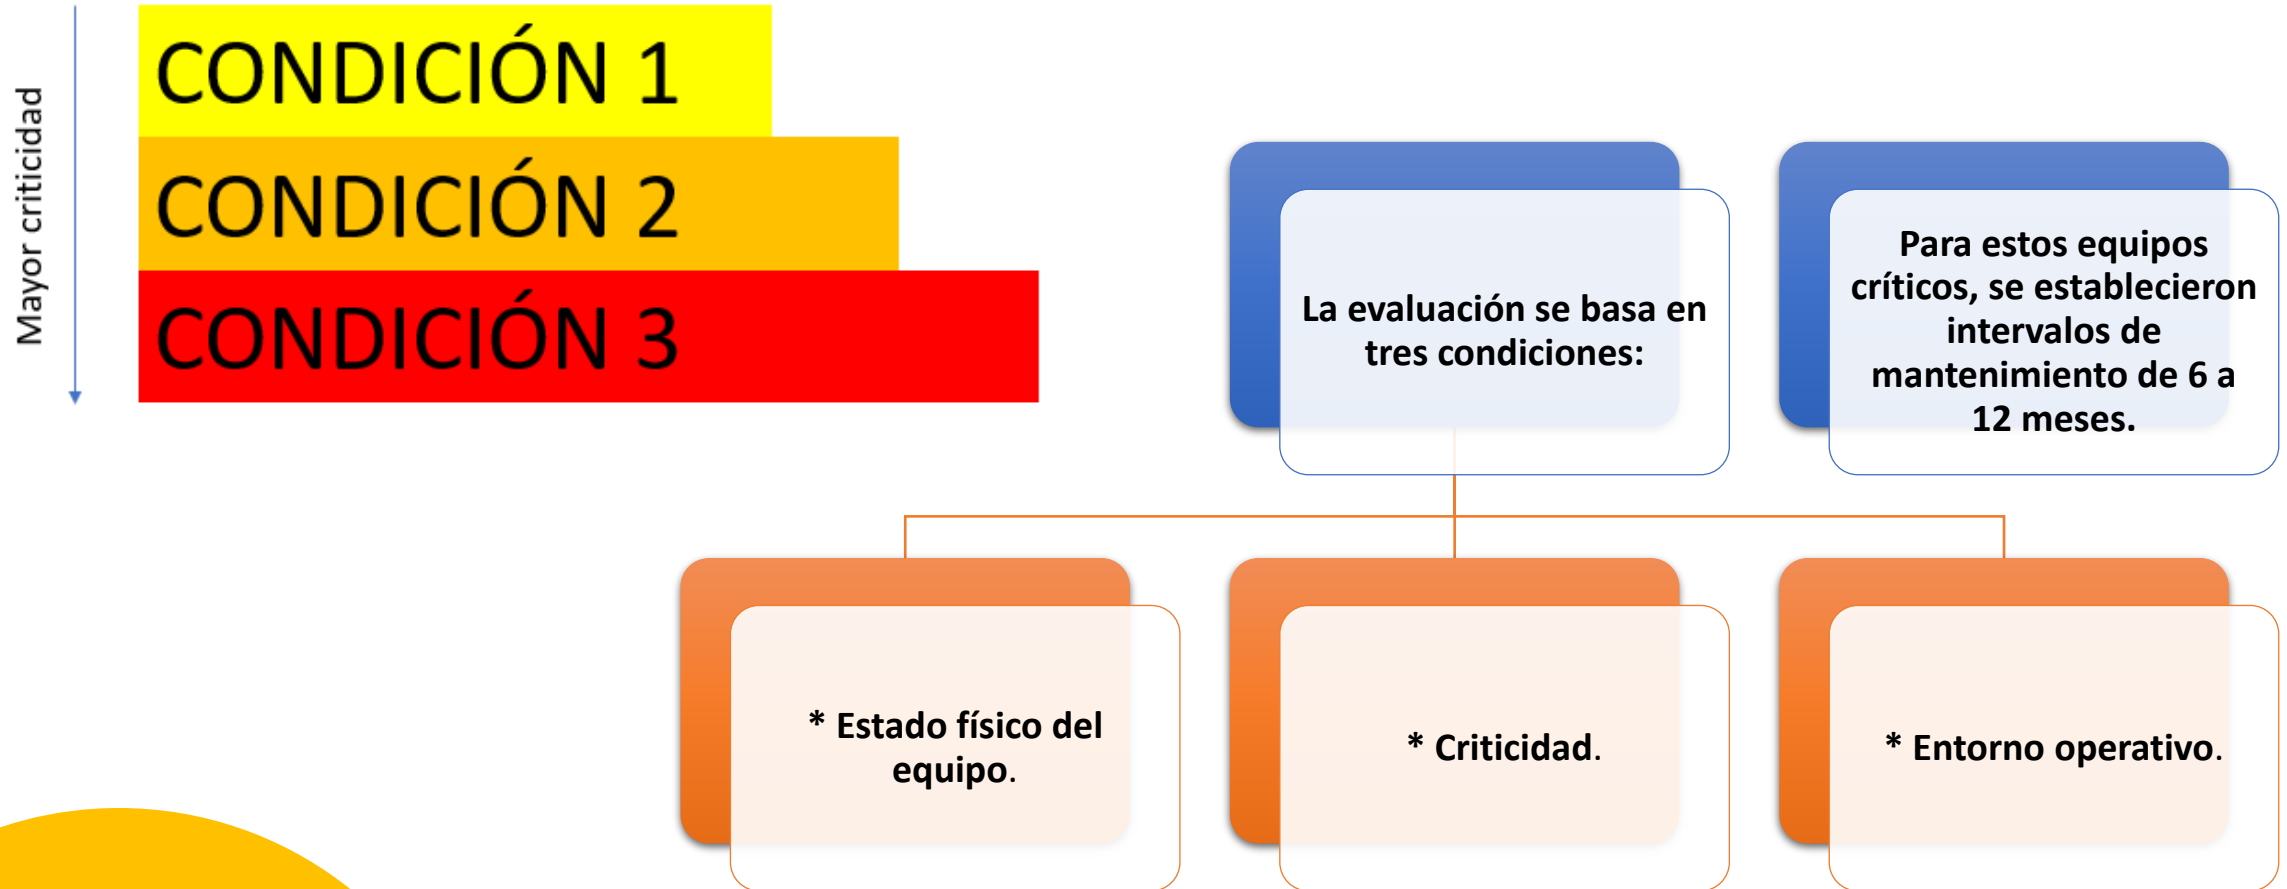 Mayor criticidad
CONDICIÓN 1
CONDICIÓN 2
CONDICIÓN 3
La evaluación se basa en
tres condiciones:
Para estos equipos
críticos, se establecieron
intervalos de
mantenimiento de 6 a
12 meses.
* Estado físico del
equipo.
* Criticidad.
* Entorno operativo.